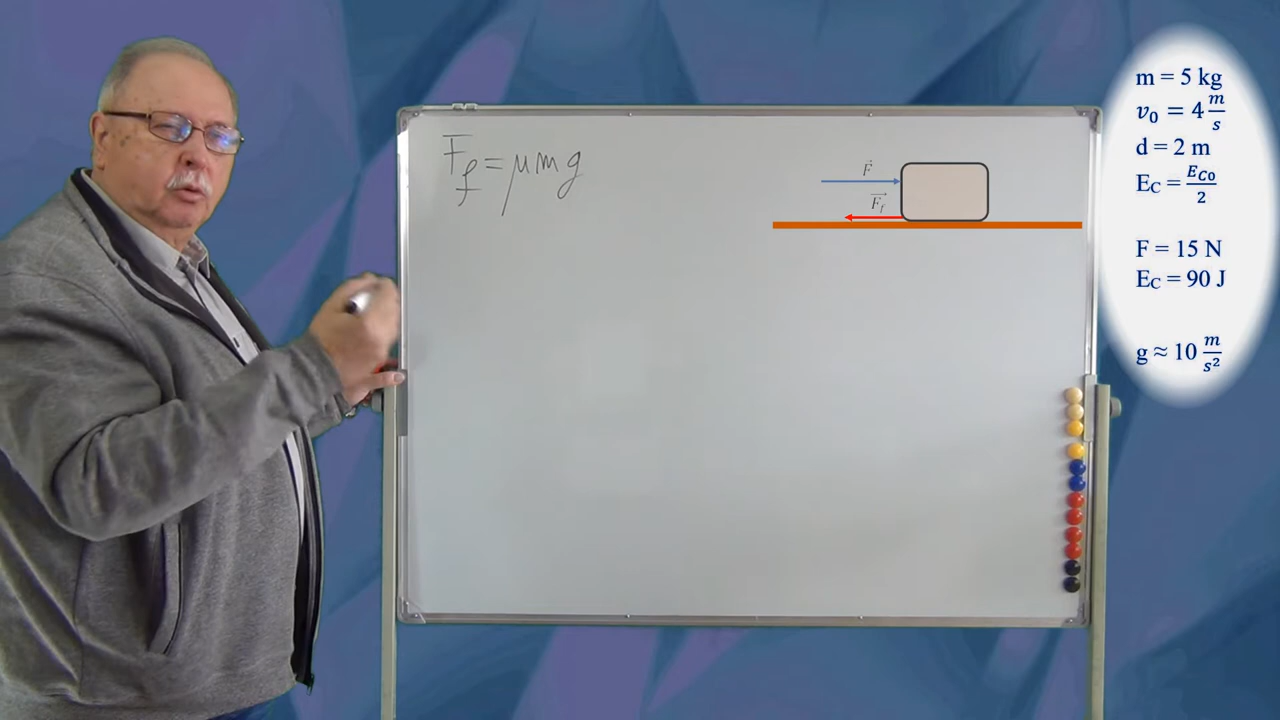 F_f = μmg
F⃗
F⃗_f
m = 5 kg
v₀ = 4 m/s
d = 2 m
E_C = E_C0/2
F = 15 N
E_C = 90 J
g ≈ 10 m/s²